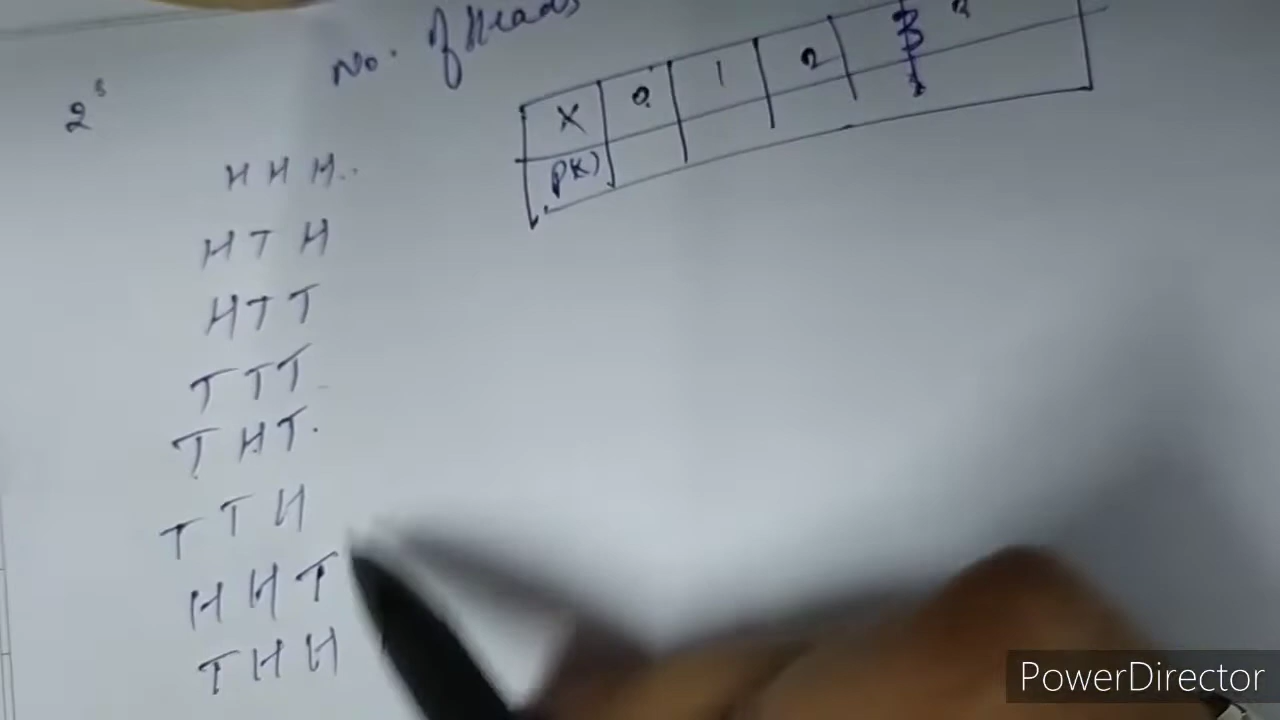 No. of Heads
2³
X 0 1 2 3
P(X)
H H H
H T H
H T T
T T T
T H T
T T H
H H T
T H H
PowerDirector